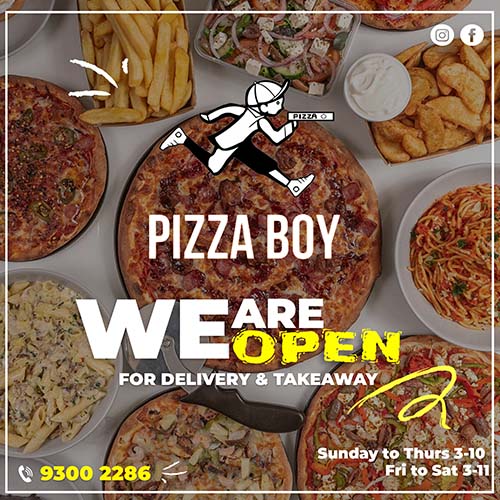 PIZZA
PIZZA BOY
WE ARE
OPEN
FOR DELIVERY & TAKEAWAY
Sunday to Thurs 3-10
Fri to Sat 3-11
9300 2286